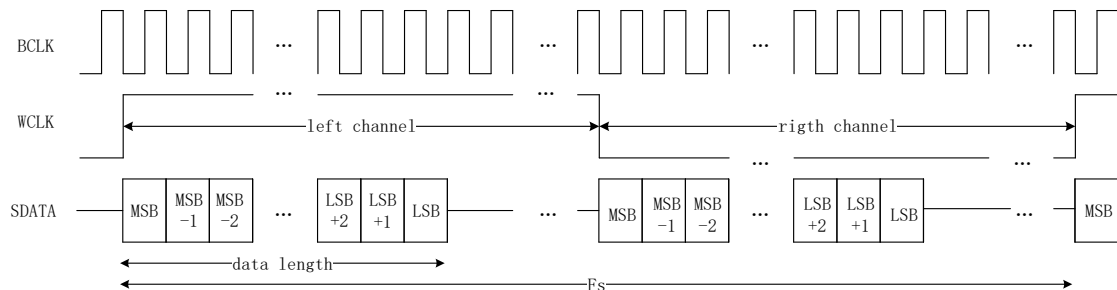 BCLK
...
...
...
...
WCLK
...
...
left channel
rigth channel
...
...
SDATA
MSB
MSB
-1
MSB
-2
...
LSB
+2
LSB
+1
LSB
...
MSB
MSB
-1
MSB
-2
...
LSB
+2
LSB
+1
LSB
...
MSB
data length
Fs